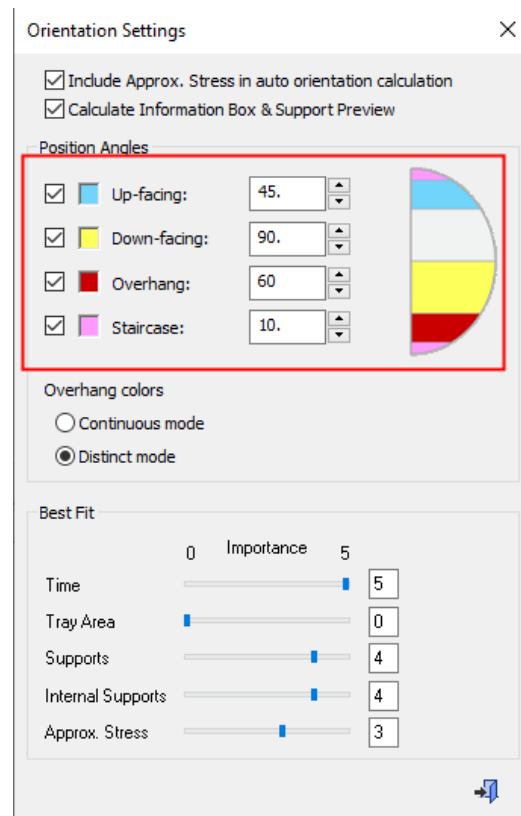 Orientation Settings
Include Approx. Stress in auto orientation calculation
Calculate Information Box & Support Preview
Position Angles
Up-facing: 45.
Down-facing: 90.
Overhang: 60
Staircase: 10.
Overhang colors
Continuous mode
Distinct mode
Best Fit
0 Importance 5
Time 5
Tray Area 0
Supports 4
Internal Supports 4
Approx. Stress 3